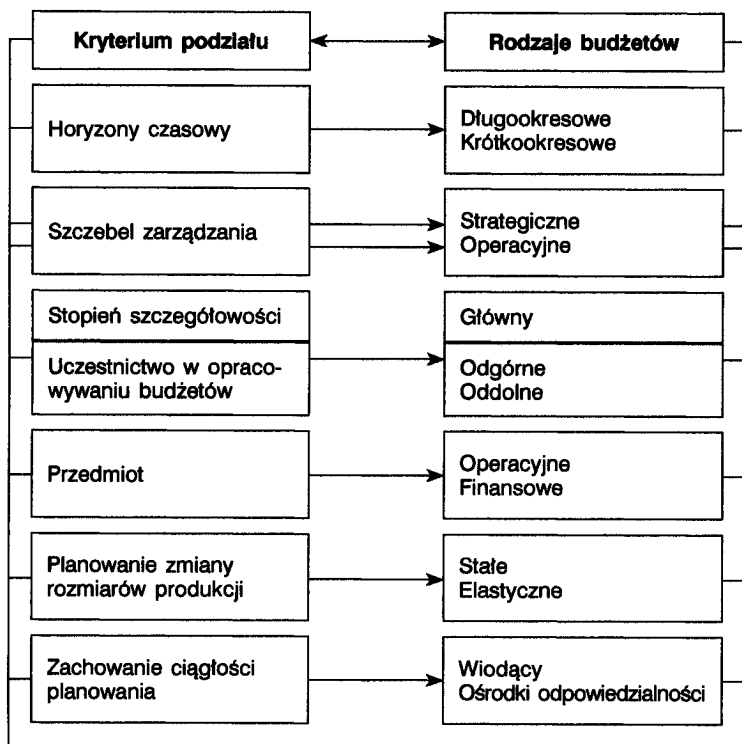 Kryterium podziału
Rodzaje budżetów
Horyzony czasowy
Długookresowe
Krótkookresowe
Szczebel zarządzania
Strategiczne
Operacyjne
Stopień szczegółowości
Główny
Uczestnictwo w opraco-
wywaniu budżetów
Odgórne
Oddolne
Przedmiot
Operacyjne
Finansowe
Planowanie zmiany
rozmiarów produkcji
Stałe
Elastyczne
Zachowanie ciągłości
planowania
Wiodący
Ośrodki odpowiedzialności